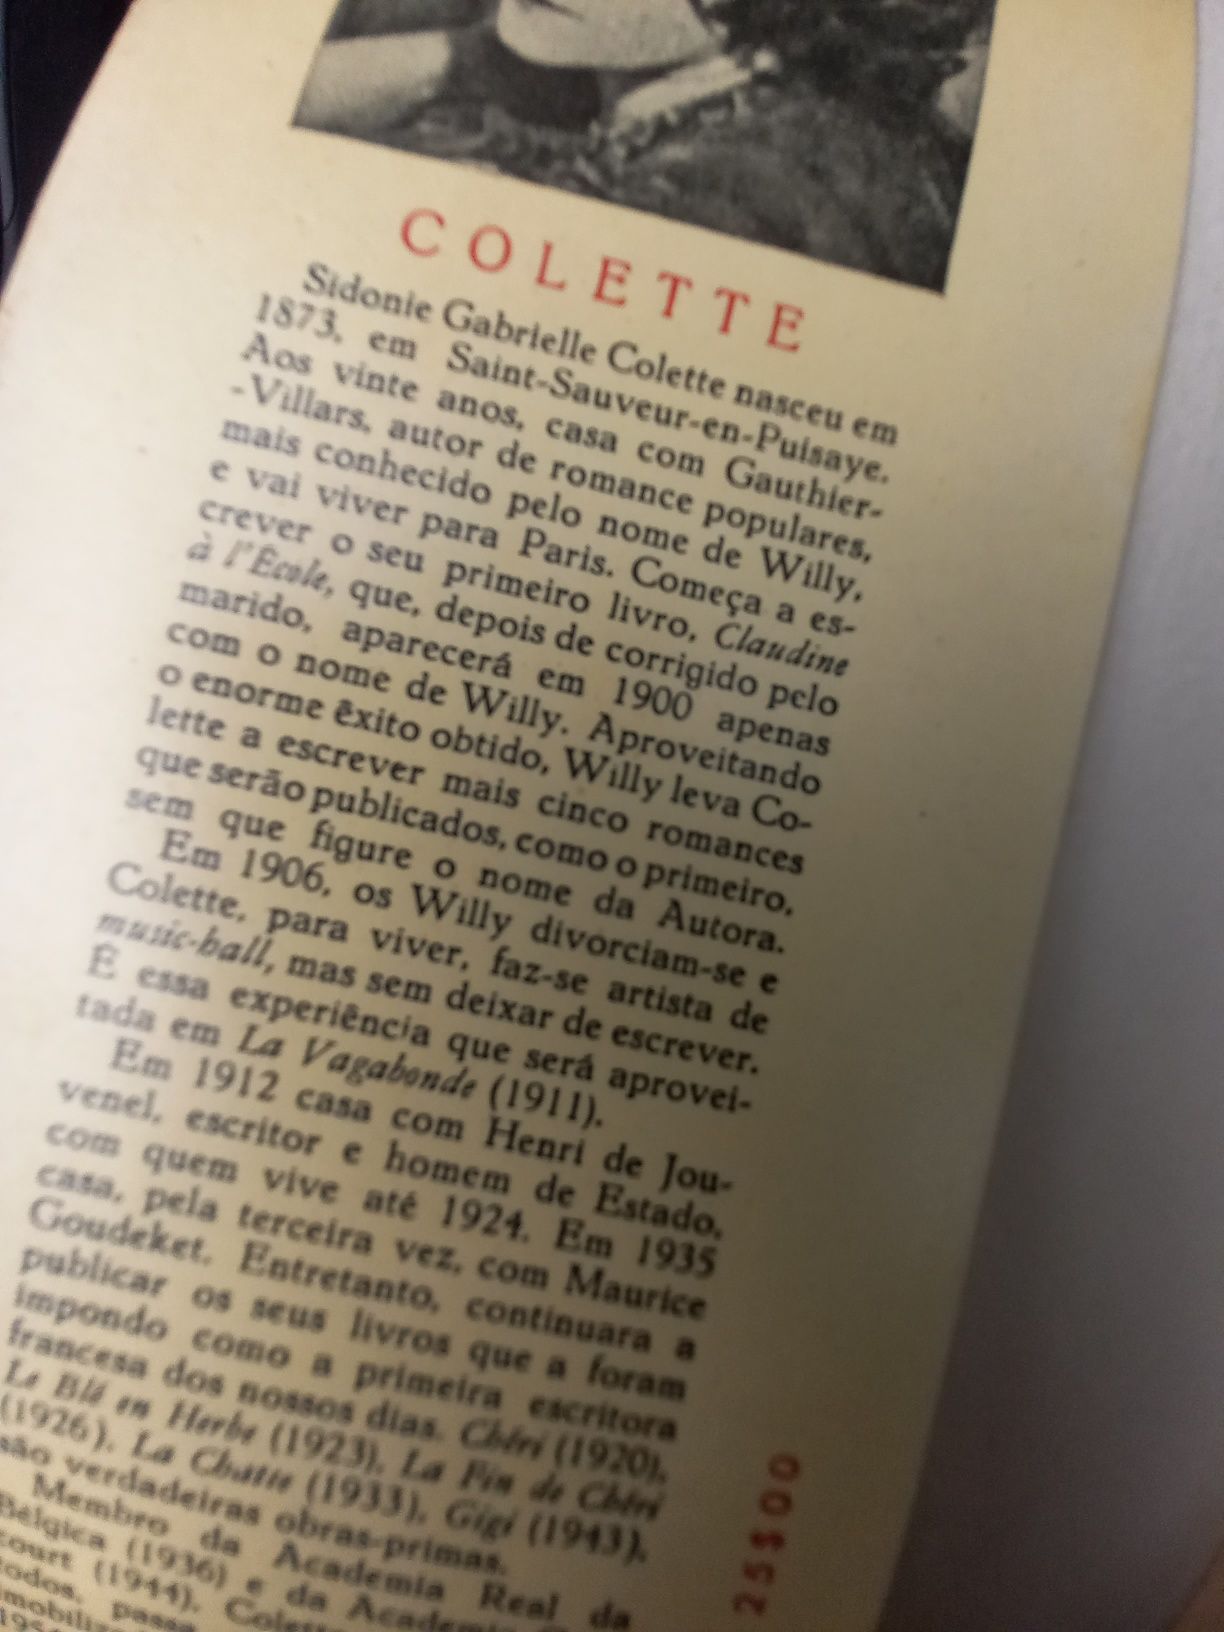 COLETTE
Sidonie Gabrielle Colette nasceu em
1873, em Saint-Sauveur-en-Puisaye.
Aos vinte anos, casa com Gauthier-
-Villars, autor de romance populares,
mais conhecido pelo nome de Willy,
e vai viver para Paris. Começa a es-
crever o seu primeiro livro, Claudine
à l'École, que, depois de corrigido pelo
marido, aparecerá em 1900 apenas
com o nome de Willy. Aproveitando
o enorme êxito obtido, Willy leva Co-
lette a escrever mais cinco romances
que serão publicados, como o primeiro,
sem que figure o nome da Autora.
Em 1906, os Willy divorciam-se e
Colette, para viver, faz-se artista de
music-hall, mas sem deixar de escrever.
É essa experiência que será aprovei-
tada em La Vagabonde (1911).
Em 1912 casa com Henri de Jou-
venel, escritor e homem de Estado,
com quem vive até 1924. Em 1935
casa, pela terceira vez, com Maurice
Goudeket. Entretanto, continuara a
publicar os seus livros que a foram
impondo como a primeira escritora
francesa dos nossos dias. Chéri (1920),
Le Blé en Herbe (1923), La Fin de Chéri
(1926), La Chatte (1933), Gigi (1943),
são verdadeiras obras-primas.
Membro da Academia Real da
Bélgica (1936) e da Academia
court (1944), Colette
todos, passa
imobiliz
25$00